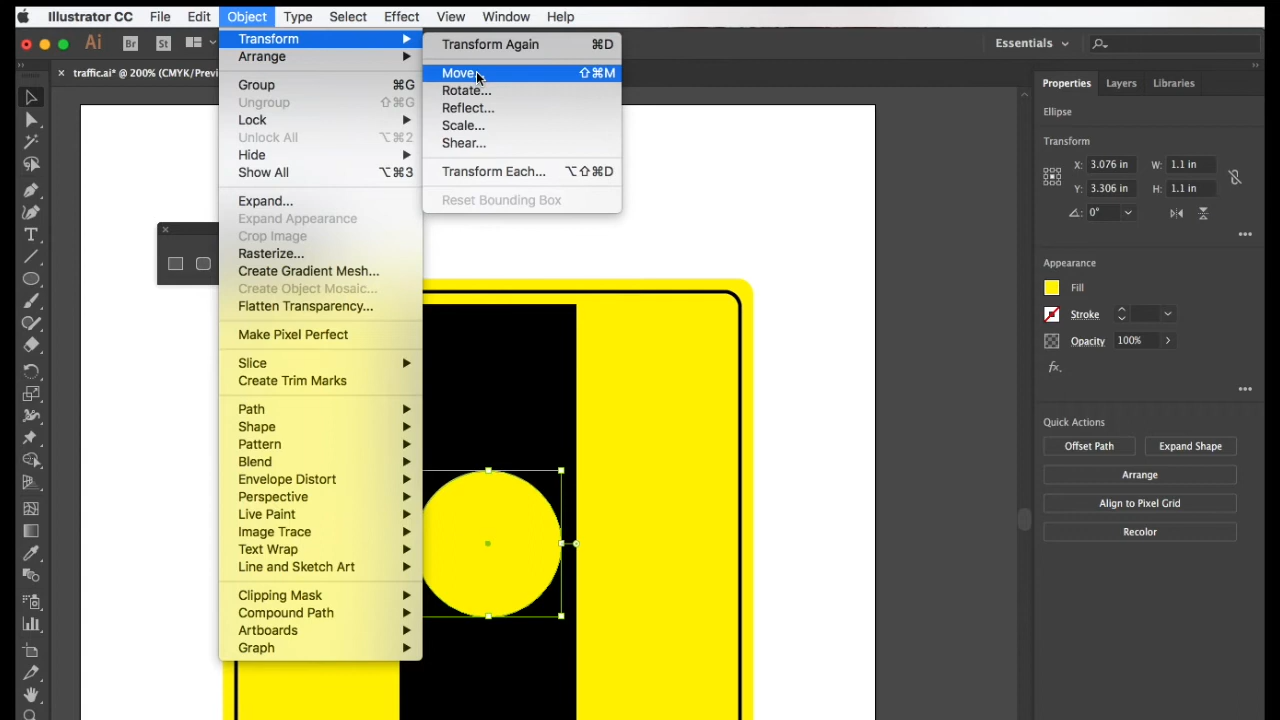 Illustrator CC File Edit Object Type Select Effect View Window Help
Ai Br St Essentials
traffic.ai* @ 200% (CMYK/Previ
Transform
Arrange
Group ⌘G
Ungroup ⇧⌘G
Lock
Unlock All ⌥⌘2
Hide
Show All ⌥⌘3
Expand...
Expand Appearance
Crop Image
Rasterize...
Create Gradient Mesh...
Create Object Mosaic...
Flatten Transparency...
Make Pixel Perfect
Slice
Create Trim Marks
Path
Shape
Pattern
Blend
Envelope Distort
Perspective
Live Paint
Image Trace
Text Wrap
Line and Sketch Art
Clipping Mask
Compound Path
Artboards
Graph
Transform Again ⌘D
Move... ⇧⌘M
Rotate...
Reflect...
Scale...
Shear...
Transform Each... ⌥⇧⌘D
Reset Bounding Box
Properties Layers Libraries
Ellipse
Transform
X: 3.076 in W: 1.1 in
Y: 3.306 in H: 1.1 in
0°
Appearance
Fill
Stroke
Opacity 100%
fx.
Quick Actions
Offset Path Expand Shape
Arrange
Align to Pixel Grid
Recolor